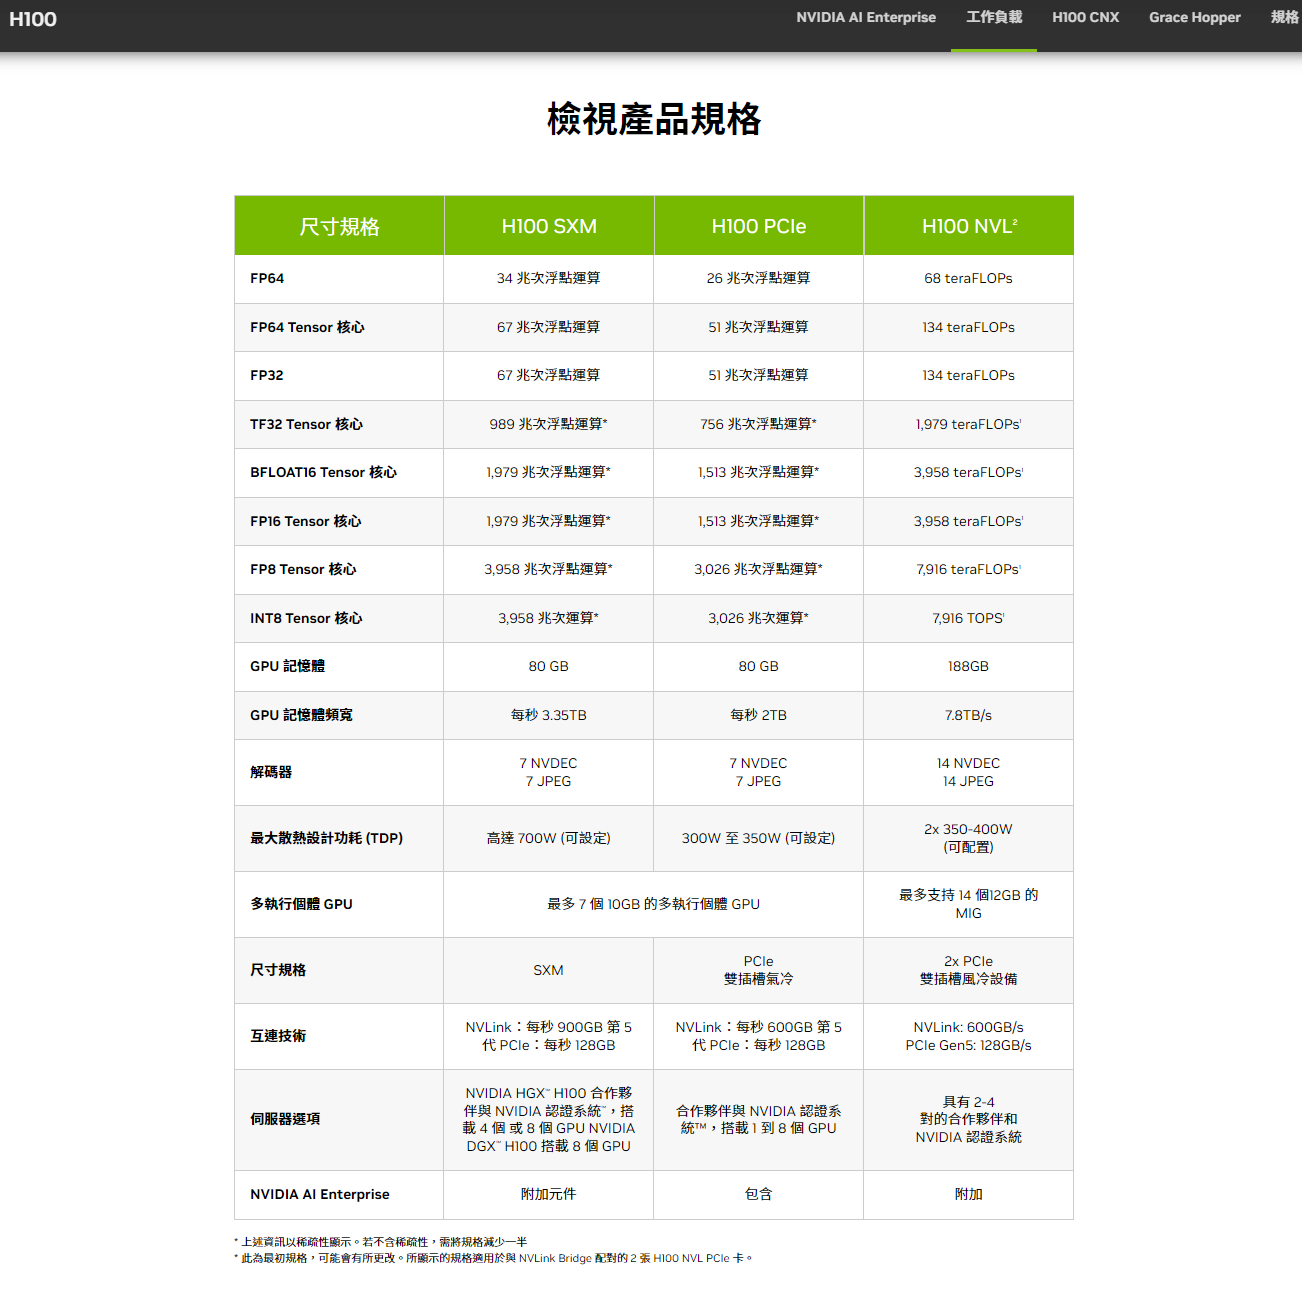 H100
NVIDIA AI Enterprise 工作負載 H100 CNX Grace Hopper 規格
檢視產品規格
尺寸規格 H100 SXM H100 PCIe H100 NVL²
FP64 34 兆次浮點運算 26 兆次浮點運算 68 teraFLOPs
FP64 Tensor 核心 67 兆次浮點運算 51 兆次浮點運算 134 teraFLOPs
FP32 67 兆次浮點運算 51 兆次浮點運算 134 teraFLOPs
TF32 Tensor 核心 989 兆次浮點運算* 756 兆次浮點運算* 1,979 teraFLOPs¹
BFLOAT16 Tensor 核心 1,979 兆次浮點運算* 1,513 兆次浮點運算* 3,958 teraFLOPs¹
FP16 Tensor 核心 1,979 兆次浮點運算* 1,513 兆次浮點運算* 3,958 teraFLOPs¹
FP8 Tensor 核心 3,958 兆次浮點運算* 3,026 兆次浮點運算* 7,916 teraFLOPs¹
INT8 Tensor 核心 3,958 兆次運算* 3,026 兆次運算* 7,916 TOPS¹
GPU 記憶體 80 GB 80 GB 188GB
GPU 記憶體頻寬 每秒 3.35TB 每秒 2TB 7.8TB/s
解碼器
7 NVDEC
7 JPEG
7 NVDEC
7 JPEG
14 NVDEC
14 JPEG
最大散熱設計功耗 (TDP) 高達 700W (可設定) 300W 至 350W (可設定)
2x 350-400W
(可配置)
多執行個體 GPU 最多 7 個 10GB 的多執行個體 GPU
最多支持 14 個12GB 的
MIG
尺寸規格 SXM
PCIe
雙插槽氣冷
2x PCIe
雙插槽風冷設備
互連技術
NVLink：每秒 900GB 第 5
代 PCIe：每秒 128GB
NVLink：每秒 600GB 第 5
代 PCIe：每秒 128GB
NVLink: 600GB/s
PCIe Gen5: 128GB/s
伺服器選項
NVIDIA HGX™ H100 合作夥
伴與 NVIDIA 認證系統™，搭
載 4 個 或 8 個 GPU NVIDIA
DGX™ H100 搭載 8 個 GPU
合作夥伴與 NVIDIA 認證系
統™，搭載 1 到 8 個 GPU
具有 2-4
對的合作夥伴和
NVIDIA 認證系統
NVIDIA AI Enterprise 附加元件 包含 附加
* 上述資訊以稀疏性顯示。若不含稀疏性，需將規格減少一半
* 此為最初規格，可能會有所更改。所顯示的規格適用於與 NVLink Bridge 配對的 2 張 H100 NVL PCIe 卡。